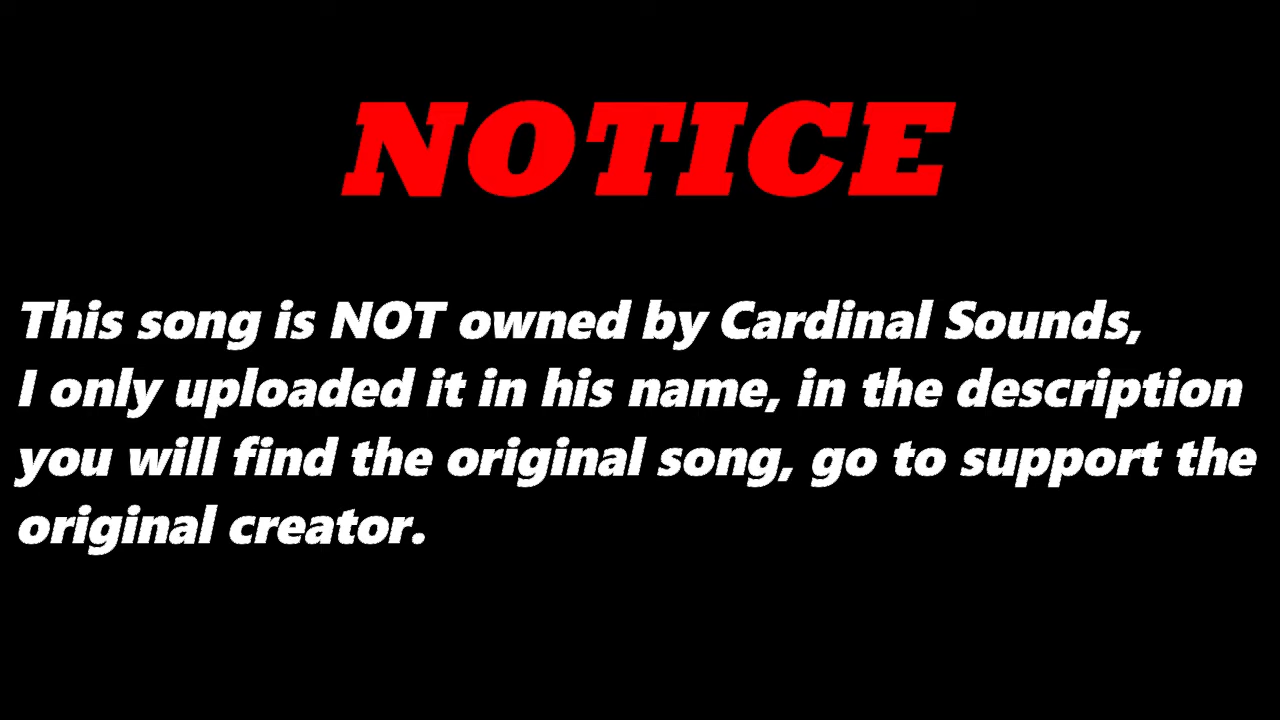 NOTICE
This song is NOT owned by Cardinal Sounds,
I only uploaded it in his name, in the description
you will find the original song, go to support the
original creator.